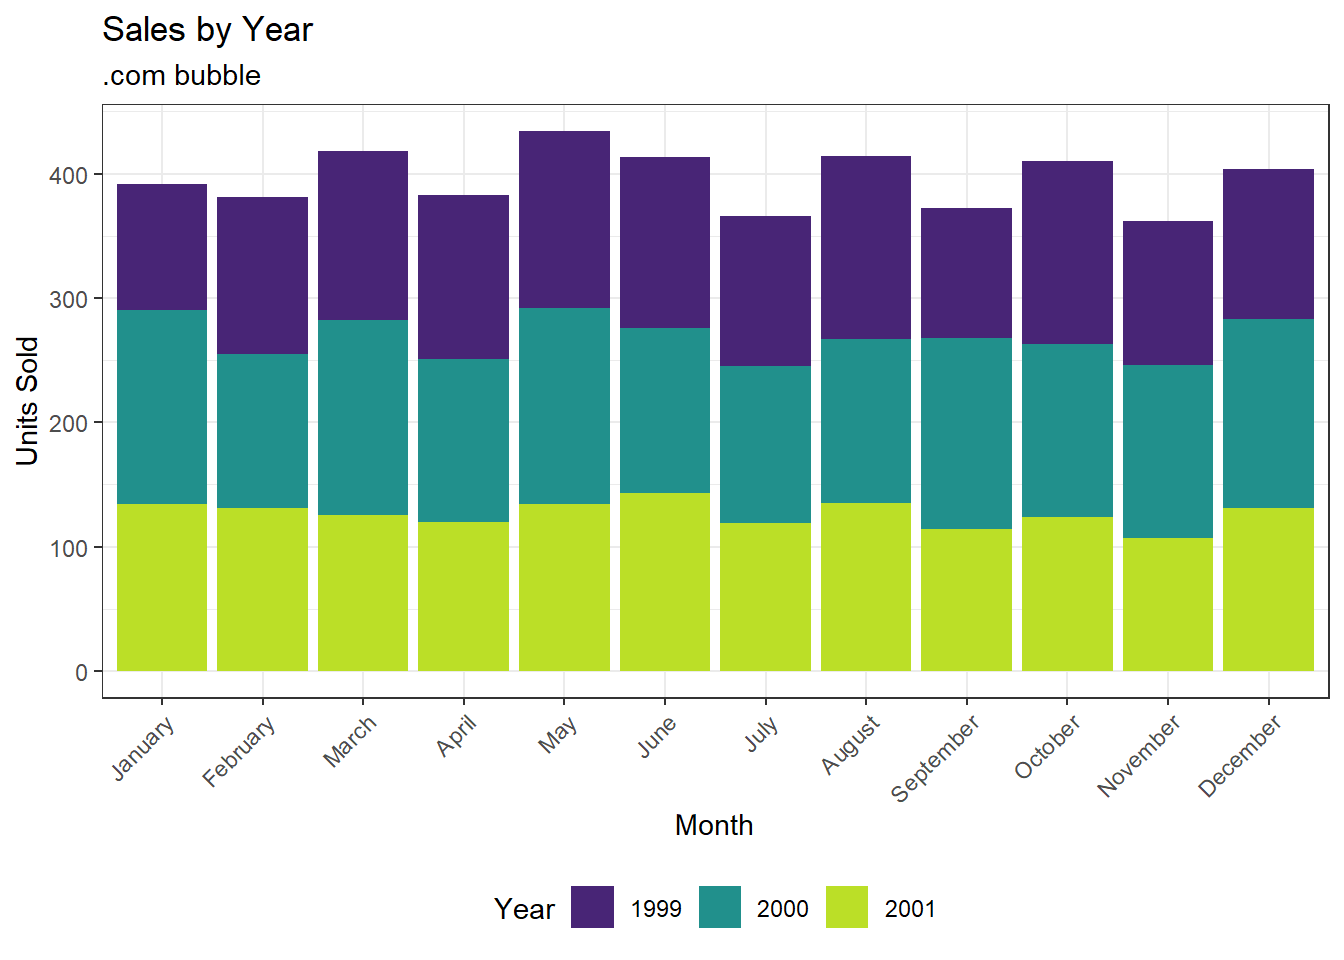 Sales by Year
.com bubble
Units Sold
400
300
200
100
0
January
February
March
April
May
June
July
August
September
October
November
December
Month
Year 1999 2000 2001